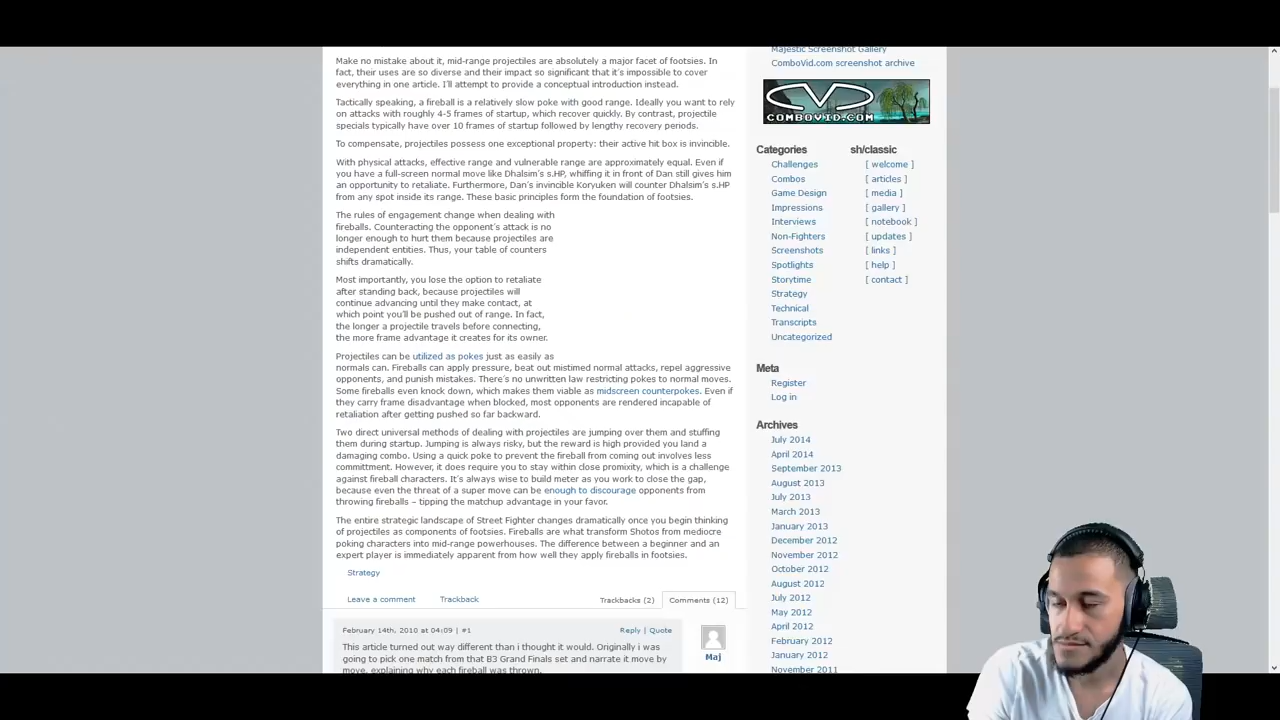 Majestic Screenshot Gallery
ComboVid.com screenshot archive
Make no mistake about it, mid-range projectiles are absolutely a major facet of footsies. In
fact, their uses are so diverse and their impact so significant that it's impossible to cover
everything in one article. I'll attempt to provide a conceptual introduction instead.
Tactically speaking, a fireball is a relatively slow poke with good range. Ideally you want to rely
on attacks with roughly 4-5 frames of startup, which recover quickly. By contrast, projectile
specials typically have over 10 frames of startup followed by lengthy recovery periods.
To compensate, projectiles possess one exceptional property: their active hit box is invincible.
With physical attacks, effective range and vulnerable range are approximately equal. Even if
you have a full-screen normal move like Dhalsim's s.HP, whiffing it in front of Dan still gives him
an opportunity to retaliate. Furthermore, Dan's invincible Koryuken will counter Dhalsim's s.HP
from any spot inside its range. These basic principles form the foundation of footsies.
The rules of engagement change when dealing with
fireballs. Counteracting the opponent's attack is no
longer enough to hurt them because projectiles are
independent entities. Thus, your table of counters
shifts dramatically.
Most importantly, you lose the option to retaliate
after standing back, because projectiles will
continue advancing until they make contact, at
which point you'll be pushed out of range. In fact,
the longer a projectile travels before connecting,
the more frame advantage it creates for its owner.
Projectiles can be utilized as pokes just as easily as
normals can. Fireballs can apply pressure, beat out mistimed normal attacks, repel aggressive
opponents, and punish mistakes. There's no unwritten law restricting pokes to normal moves.
Some fireballs even knock down, which makes them viable as midscreen counterpokes. Even if
they carry frame disadvantage when blocked, most opponents are rendered incapable of
retaliation after getting pushed so far backward.
Two direct universal methods of dealing with projectiles are jumping over them and stuffing
them during startup. Jumping is always risky, but the reward is high provided you land a
damaging combo. Using a quick poke to prevent the fireball from coming out involves less
committment. However, it does require you to stay within close promixity, which is a challenge
against fireball characters. It's always wise to build meter as you work to close the gap,
because even the threat of a super move can be enough to discourage opponents from
throwing fireballs – tipping the matchup advantage in your favor.
The entire strategic landscape of Street Fighter changes dramatically once you begin thinking
of projectiles as components of footsies. Fireballs are what transform Shotos from mediocre
poking characters into mid-range powerhouses. The difference between a beginner and an
expert player is immediately apparent from how well they apply fireballs in footsies.
Strategy
Leave a comment Trackback Trackbacks (2) Comments (12)
February 14th, 2010 at 04:09 | #1 Reply | Quote
This article turned out way different than i thought it would. Originally i was
going to pick one match from that B3 Grand Finals set and narrate it move by
move, explaining why each fireball was thrown.
Maj
COMBOVID.COM
Categories
Challenges
Combos
Game Design
Impressions
Interviews
Non-Fighters
Screenshots
Spotlights
Storytime
Strategy
Technical
Transcripts
Uncategorized
sh/classic
[ welcome ]
[ articles ]
[ media ]
[ gallery ]
[ notebook ]
[ updates ]
[ links ]
[ help ]
[ contact ]
Meta
Register
Log in
Archives
July 2014
April 2014
September 2013
August 2013
July 2013
March 2013
January 2013
December 2012
November 2012
October 2012
August 2012
July 2012
May 2012
April 2012
February 2012
January 2012
November 2011